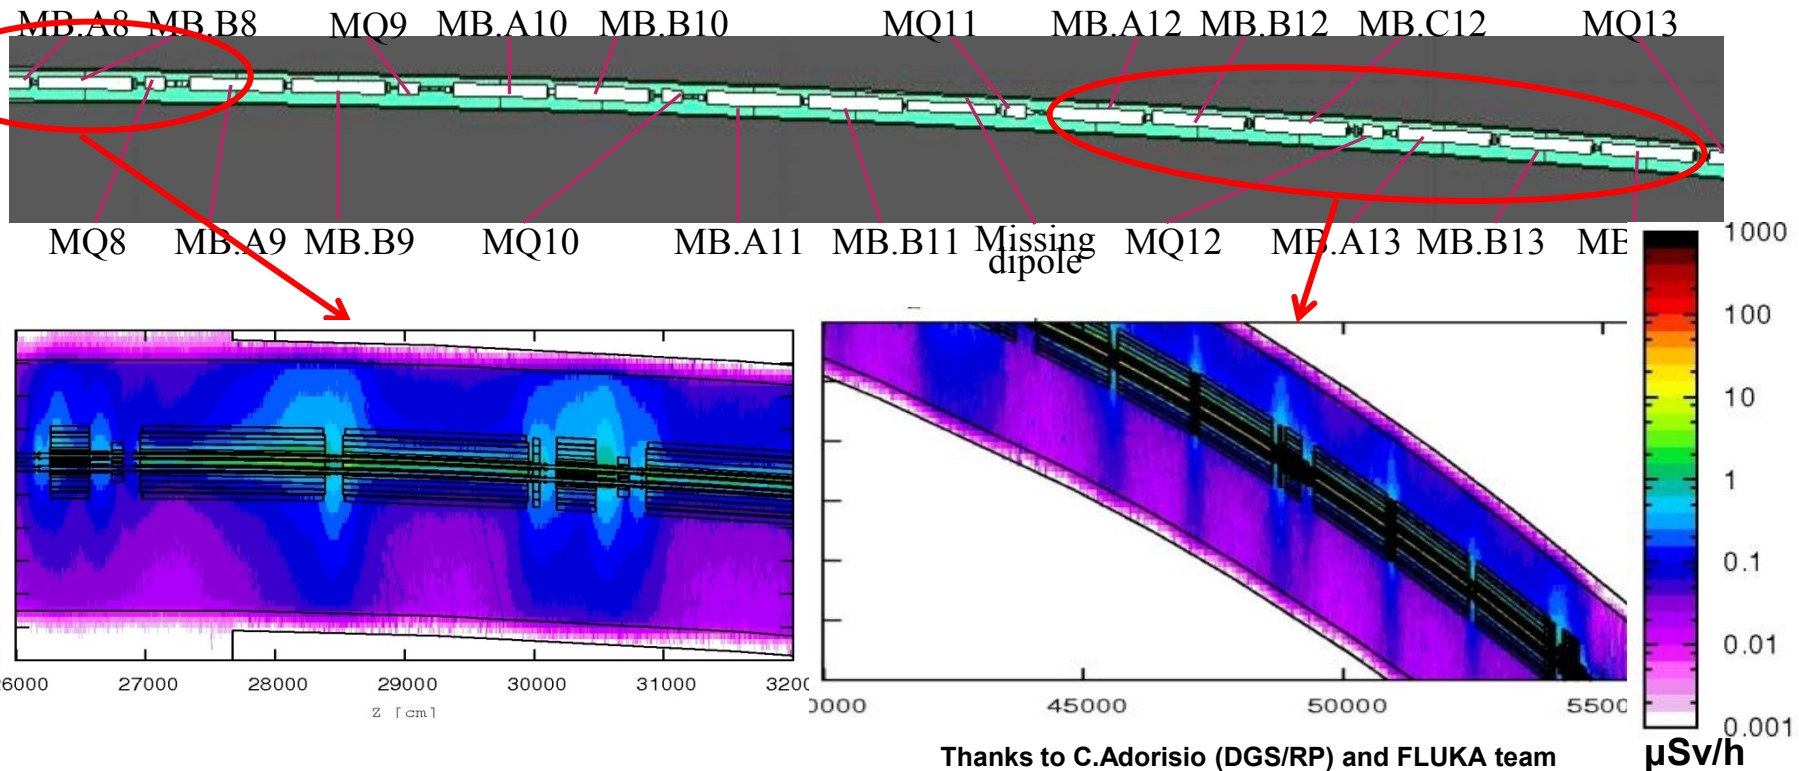 MB.A8 MB.B8 MQ9 MB.A10 MB.B10 MQ11 MB.A12 MB.B12 MB.C12 MQ13
MQ8 MB.A9 MB.B9 MQ10 MB.A11 MB.B11 Missing dipole MQ12 MB.A13 MB.B13
1000
100
10
1
0.1
0.01
0.001
µSv/h
27000 28000 29000 30000 31000
Z [cm]
45000 50000
Thanks to C.Adorisio (DGS/RP) and FLUKA team